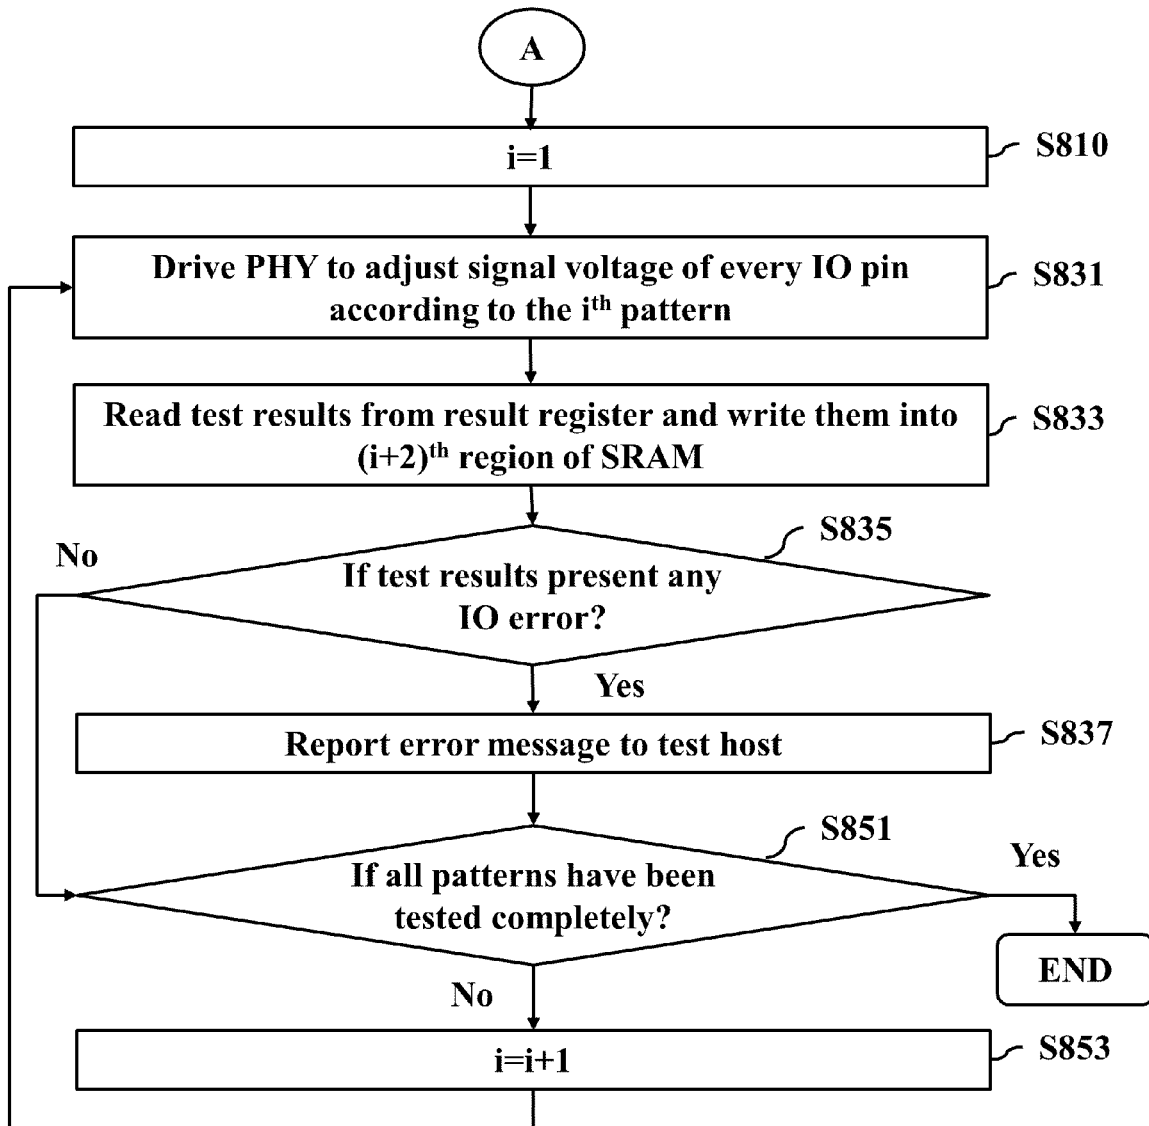 A
i=1
S810
Drive PHY to adjust signal voltage of every IO pin
according to the ith pattern
S831
Read test results from result register and write them into
(i+2)th region of SRAM
S833
S835
No
If test results present any
IO error?
Yes
Report error message to test host
S837
S851
Yes
If all patterns have been
tested completely?
END
No
i=i+1
S853